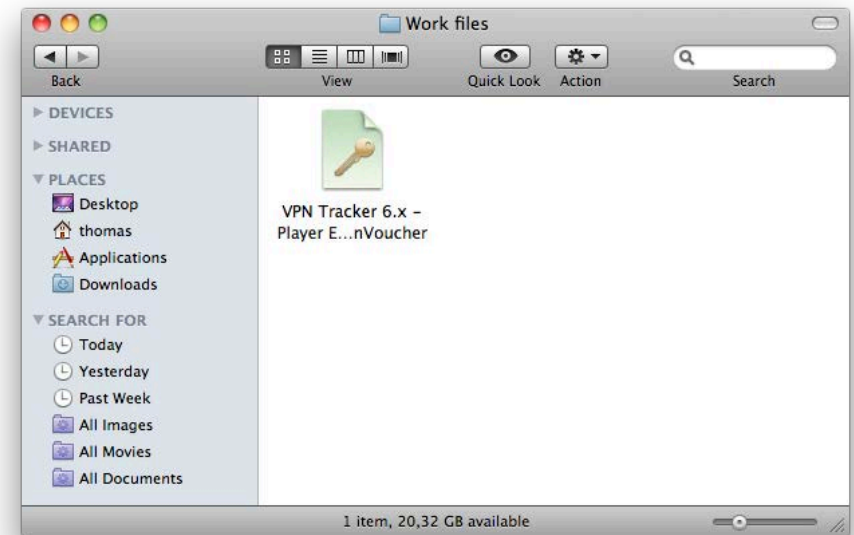 Work files
Back
View
Quick Look
Action
Search
DEVICES
SHARED
PLACES
Desktop
thomas
Applications
Downloads
SEARCH FOR
Today
Yesterday
Past Week
All Images
All Movies
All Documents
VPN Tracker 6.x –
Player E...nVoucher
1 item, 20,32 GB available